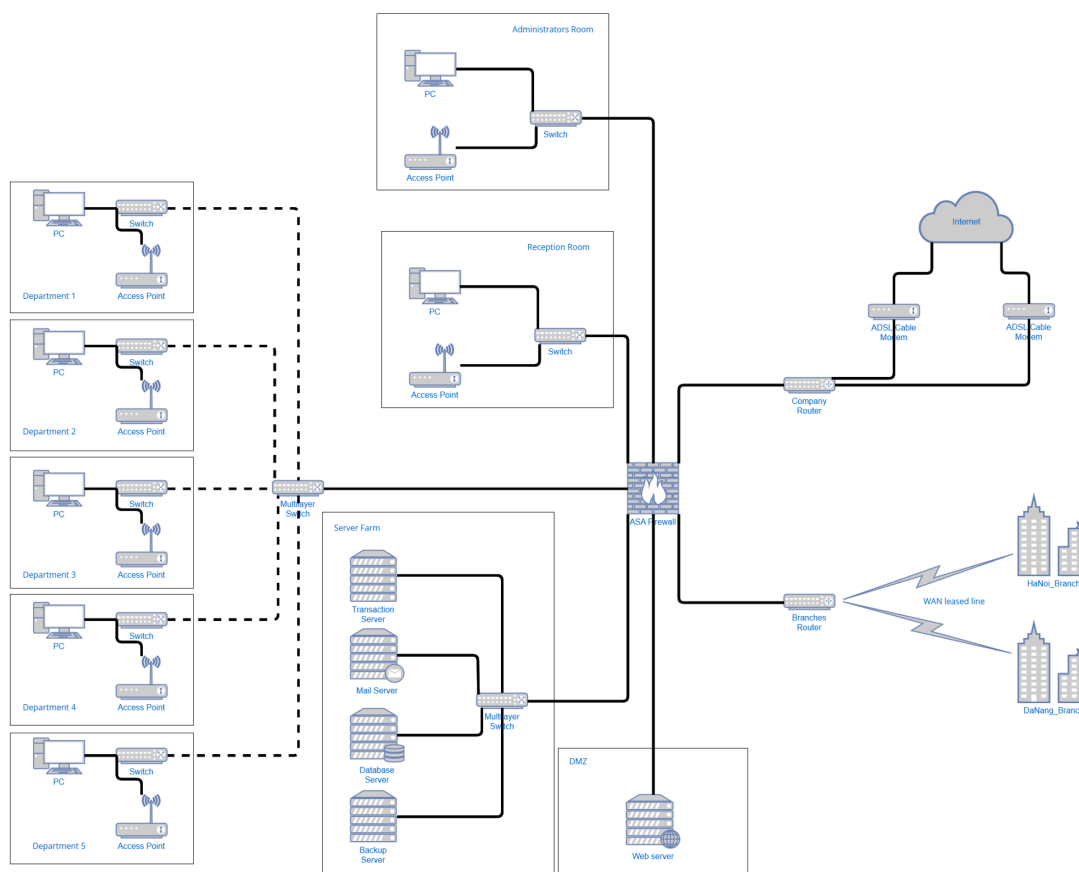 Administrators Room
PC
Switch
Access Point
PC
Switch
Access Point
Department 1
Reception Room
PC
Switch
Access Point
Internet
ADSL Cable
Modem
ADSL Cable
Modem
Company
Router
PC
Switch
Access Point
Department 2
PC
Switch
Access Point
Department 3
Multilayer
Switch
ASA Firewall
Server Farm
Transaction
Server
Mail Server
Database
Server
Backup
Server
Multilayer
Switch
DMZ
Web server
Branches
Router
WAN leased line
HaNoi_Branch
DaNang_Branc
PC
Switch
Access Point
Department 4
PC
Switch
Access Point
Department 5